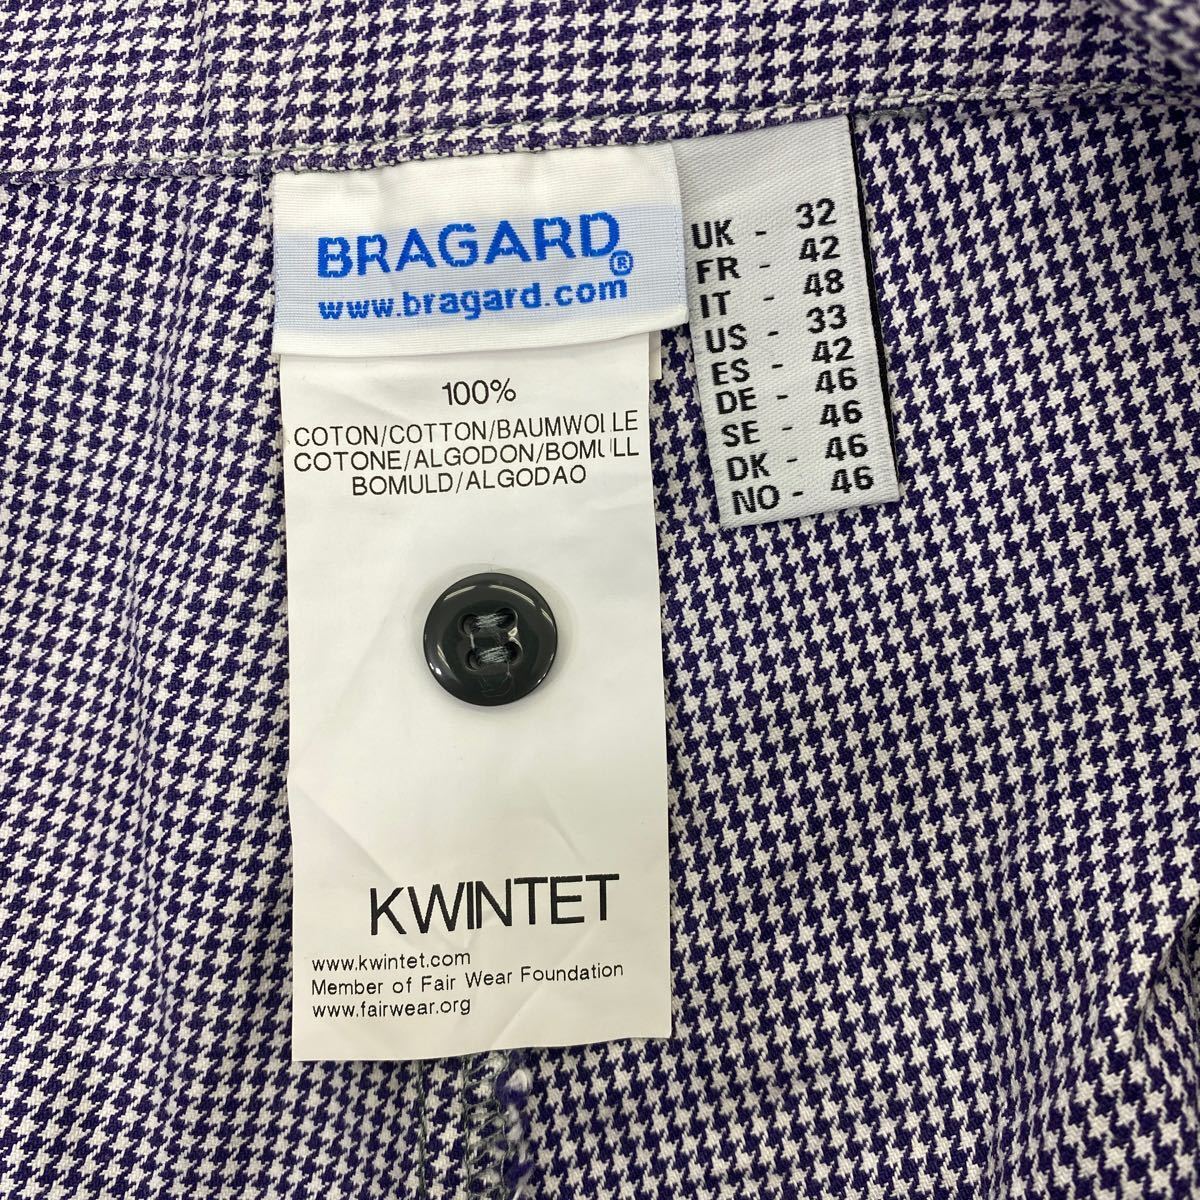 BRAGARD®
www.bragard.com
100%
COTON/COTTON/BAUMWOLLE
COTONE/ALGODON/BOMULL
BOMULD/ALGODAO
KWINTET
www.kwintet.com
Member of Fair Wear Foundation
www.fairwear.org
UK - 32
FR - 42
IT - 48
US - 33
ES - 42
DE - 46
SE - 46
DK - 46
NO - 46